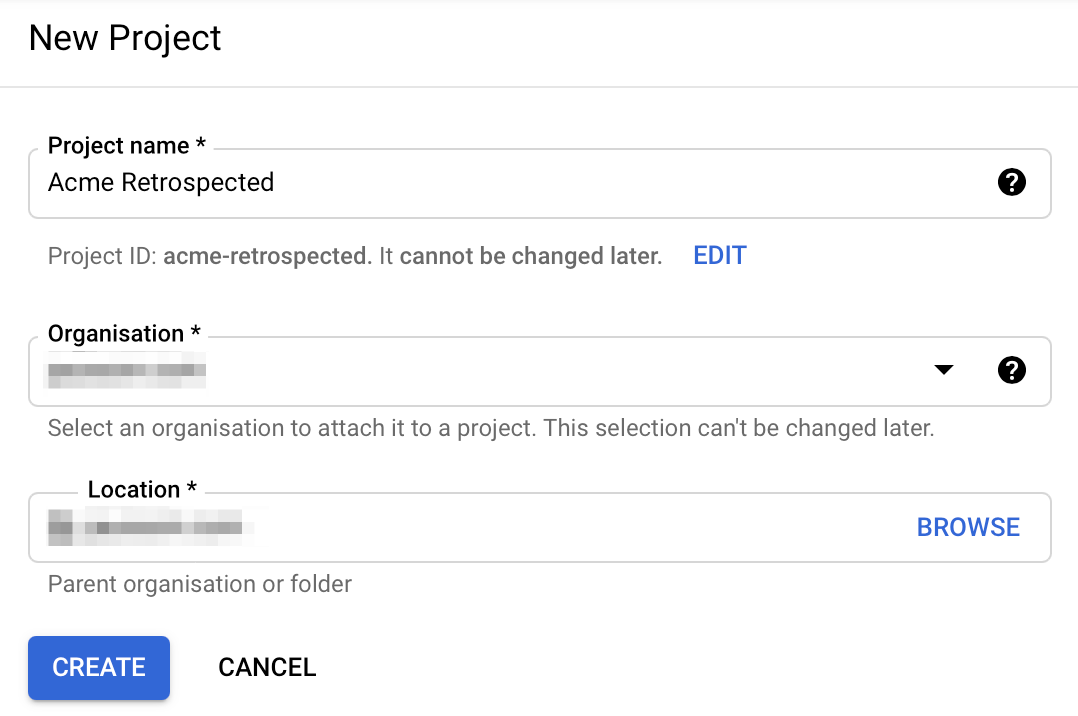 New Project
Project name *
Acme Retrospected
Project ID: acme-retrospected. It cannot be changed later. EDIT
Organisation *
Select an organisation to attach it to a project. This selection can't be changed later.
Location *
BROWSE
Parent organisation or folder
CREATE CANCEL